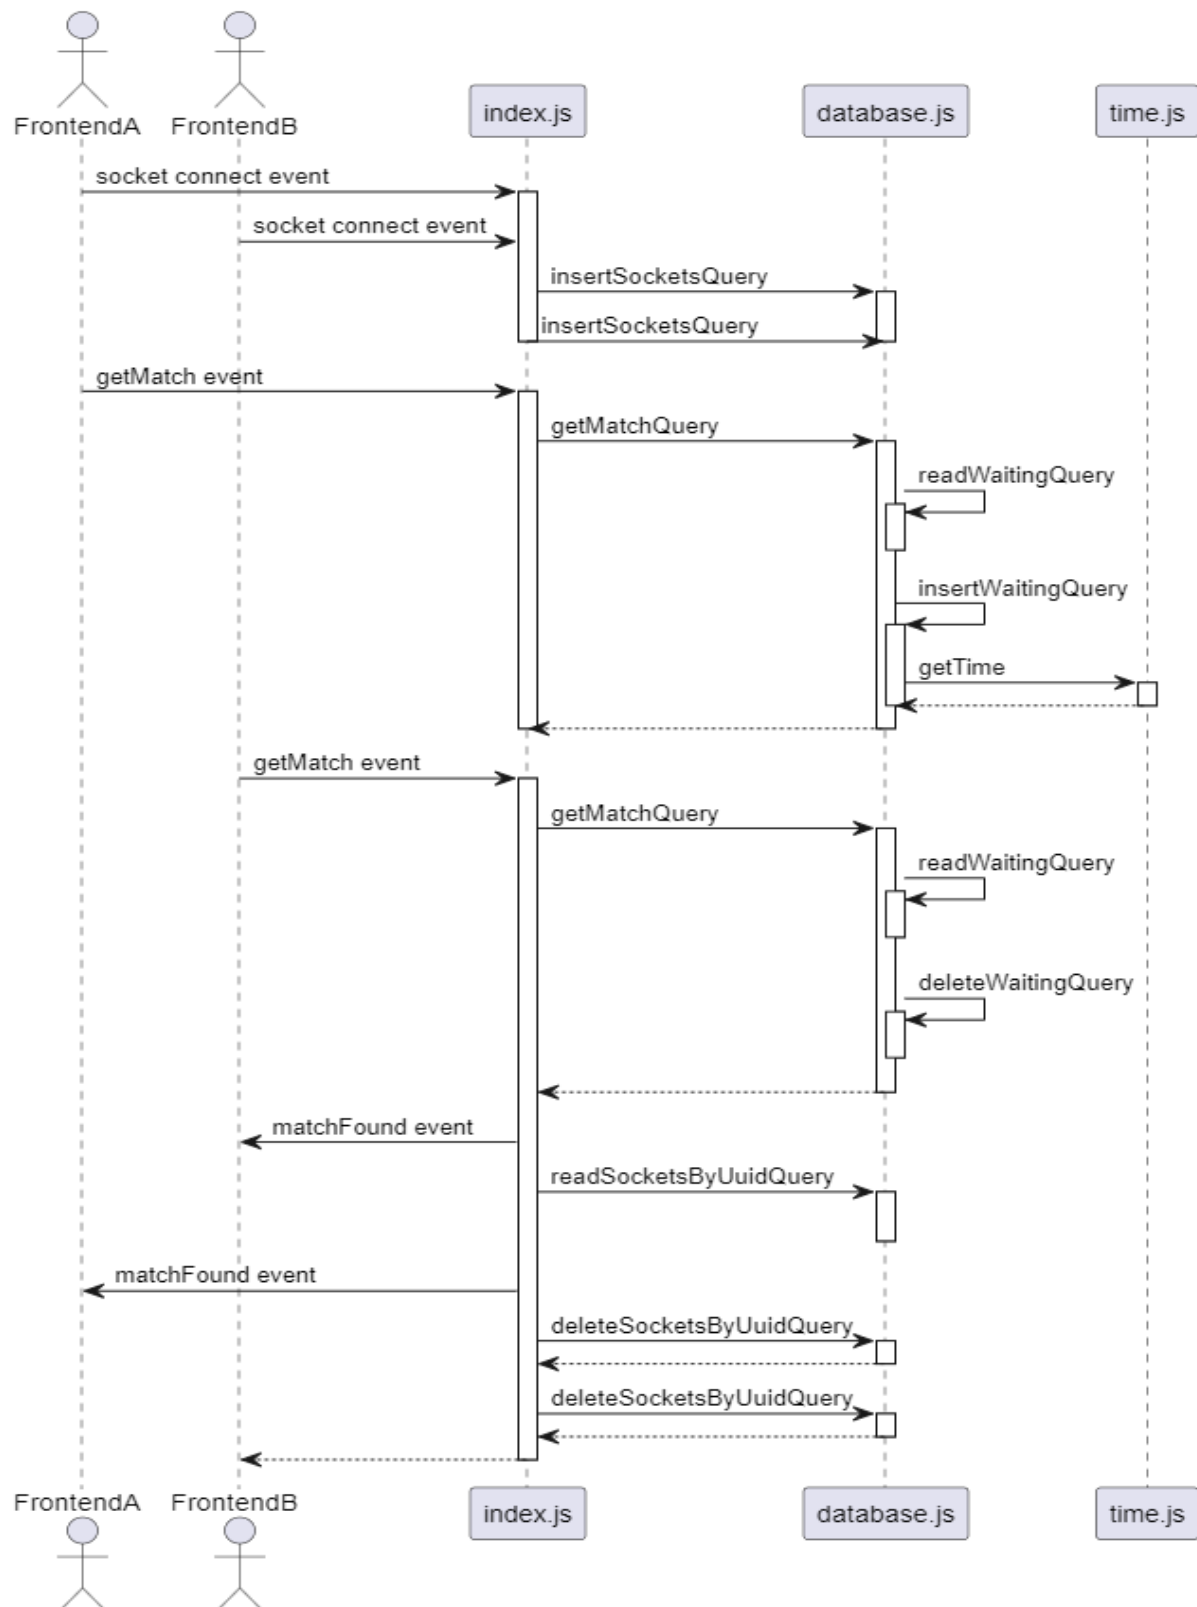 FrontendA
FrontendB
index.js
database.js
time.js
socket connect event
socket connect event
insertSocketsQuery
insertSocketsQuery
getMatch event
getMatchQuery
readWaitingQuery
insertWaitingQuery
getTime
getMatch event
getMatchQuery
readWaitingQuery
deleteWaitingQuery
matchFound event
readSocketsByUuidQuery
matchFound event
deleteSocketsByUuidQuery
deleteSocketsByUuidQuery
FrontendA
FrontendB
index.js
database.js
time.js